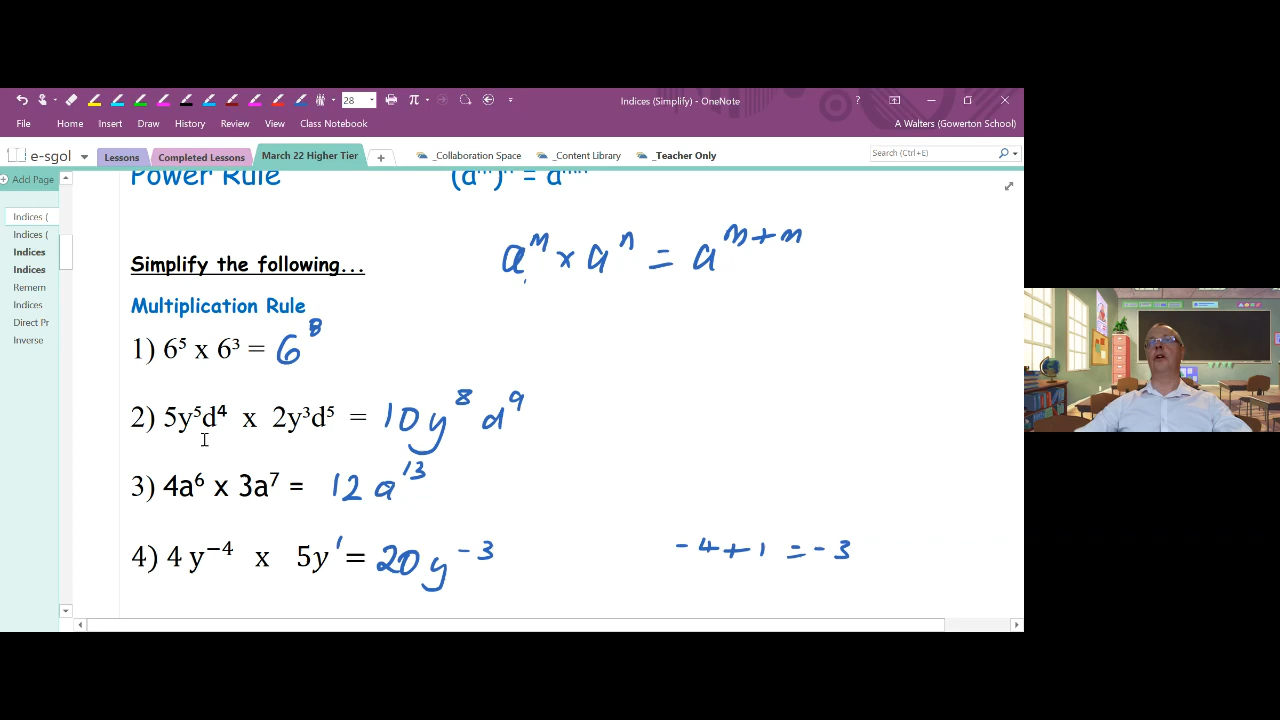 28
Indices (Simplify) - OneNote
?
File Home Insert Draw History Review View Class Notebook
A Walters (Gowerton School)
e-sgol
Lessons
Completed Lessons
March 22 Higher Tier
+
_Collaboration Space
_Content Library
_Teacher Only
Search (Ctrl+E)
Add Page
Indices (
Indices (
Indices
Indices
Remem
Indices
Direct Pr
Inverse
Power Rule (aᵐ)ⁿ = aᵐⁿ
aᵐ × aⁿ = aᵐ⁺ⁿ
Simplify the following...
Multiplication Rule
1) 6⁵ x 6³ = 6⁸
2) 5y⁵d⁴ x 2y³d⁵ = 10y⁸d⁹
3) 4a⁶ x 3a⁷ = 12a¹³
4) 4y⁻⁴ x 5y¹ = 20y⁻³
-4+1 = -3